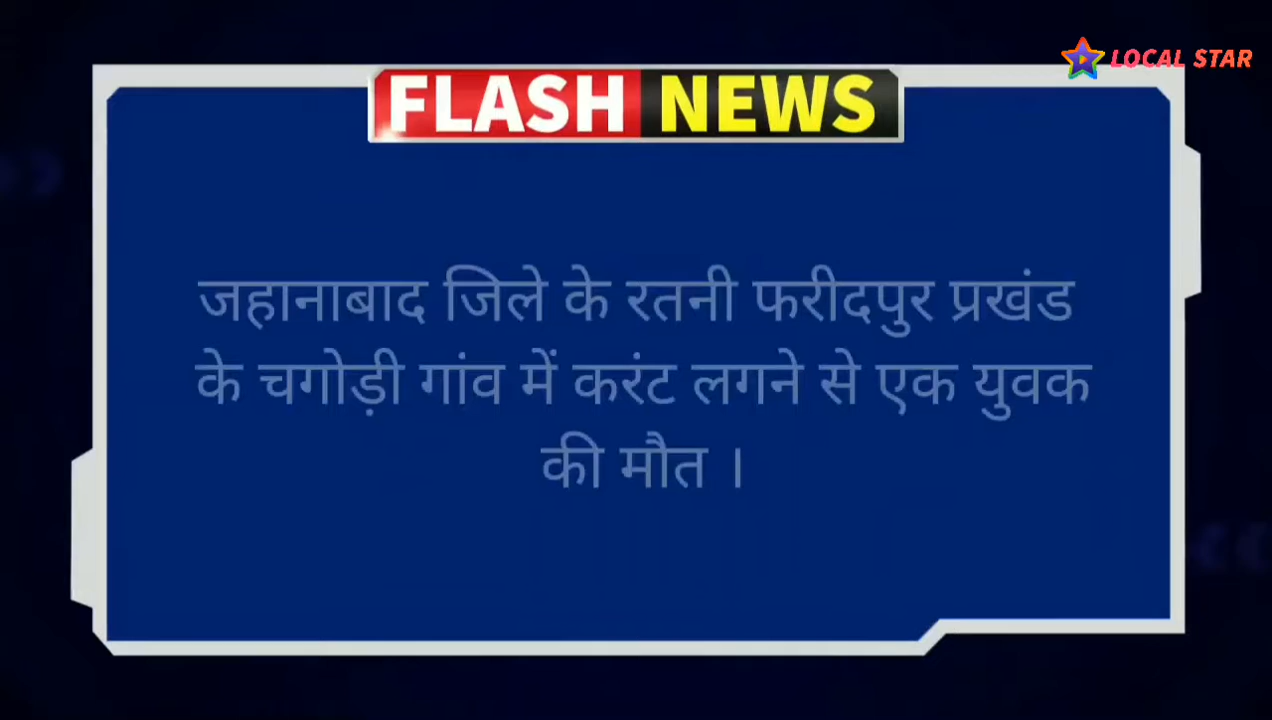 LOCAL STAR
FLASH NEWS
जहानाबाद जिले के रतनी फरीदपुर प्रखंड
के चगोड़ी गांव में करंट लगने से एक युवक
की मौत ।